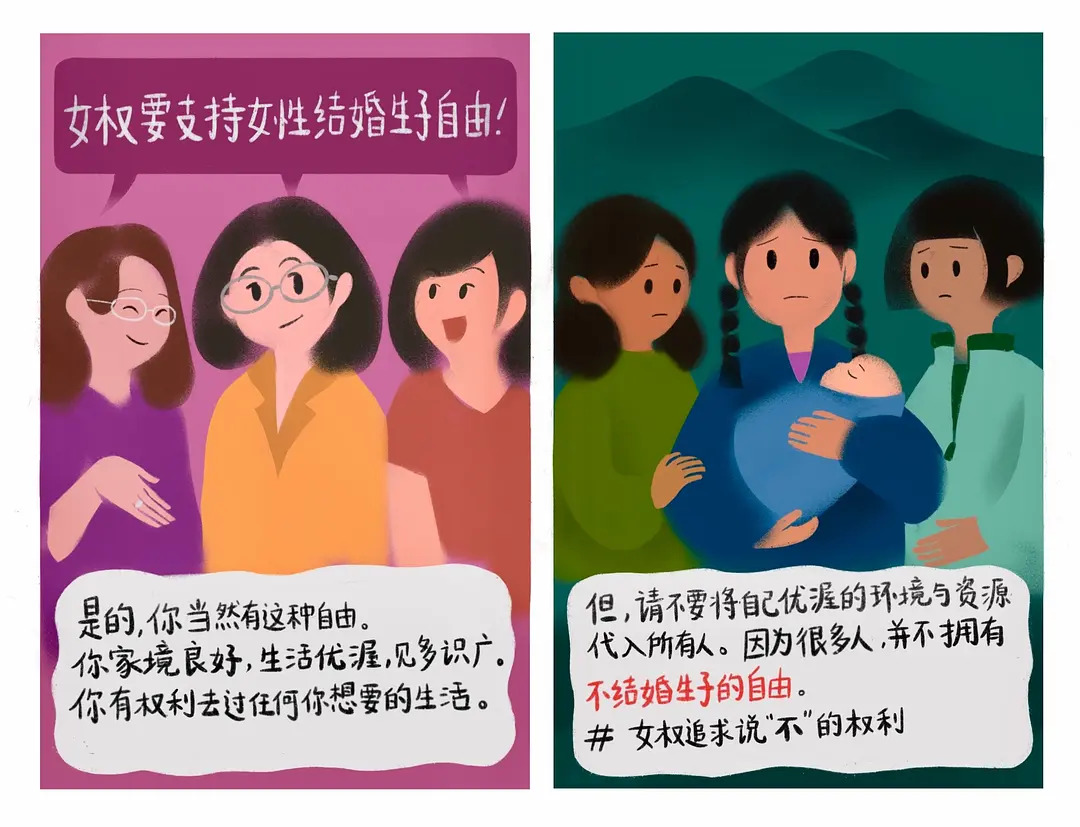 女权要支持女性结婚生子自由!
是的,你当然有这种自由。
你家境良好,生活优渥,见多识广。
你有权利去过任何你想要的生活。
但,请不要将自己优渥的环境与资源
代入所有人。因为很多人,并不拥有
不结婚生子的自由。
# 女权追求说“不”的权利